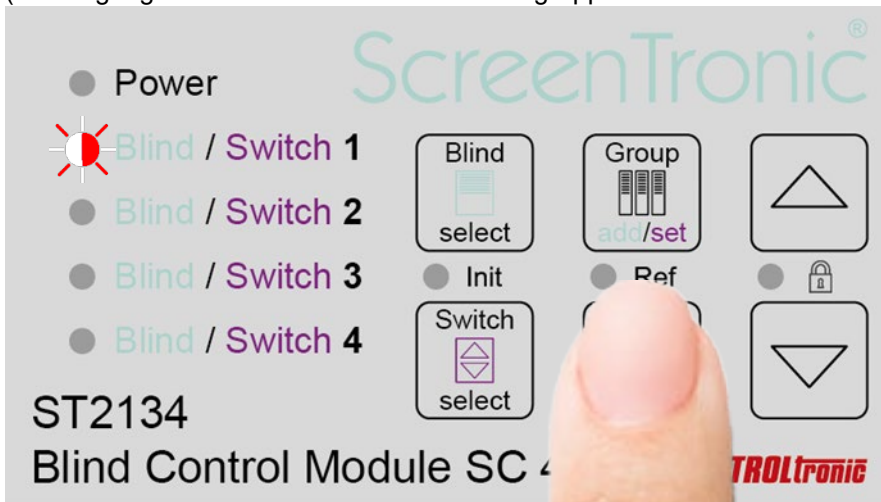 ScreenTronic®
Power
Blind / Switch 1
Blind / Switch 2
Blind / Switch 3
Blind / Switch 4
Blind
select
Group
add/set
Init
Ref
Switch
select
ST2134
Blind Control Module SC
TROLtronic